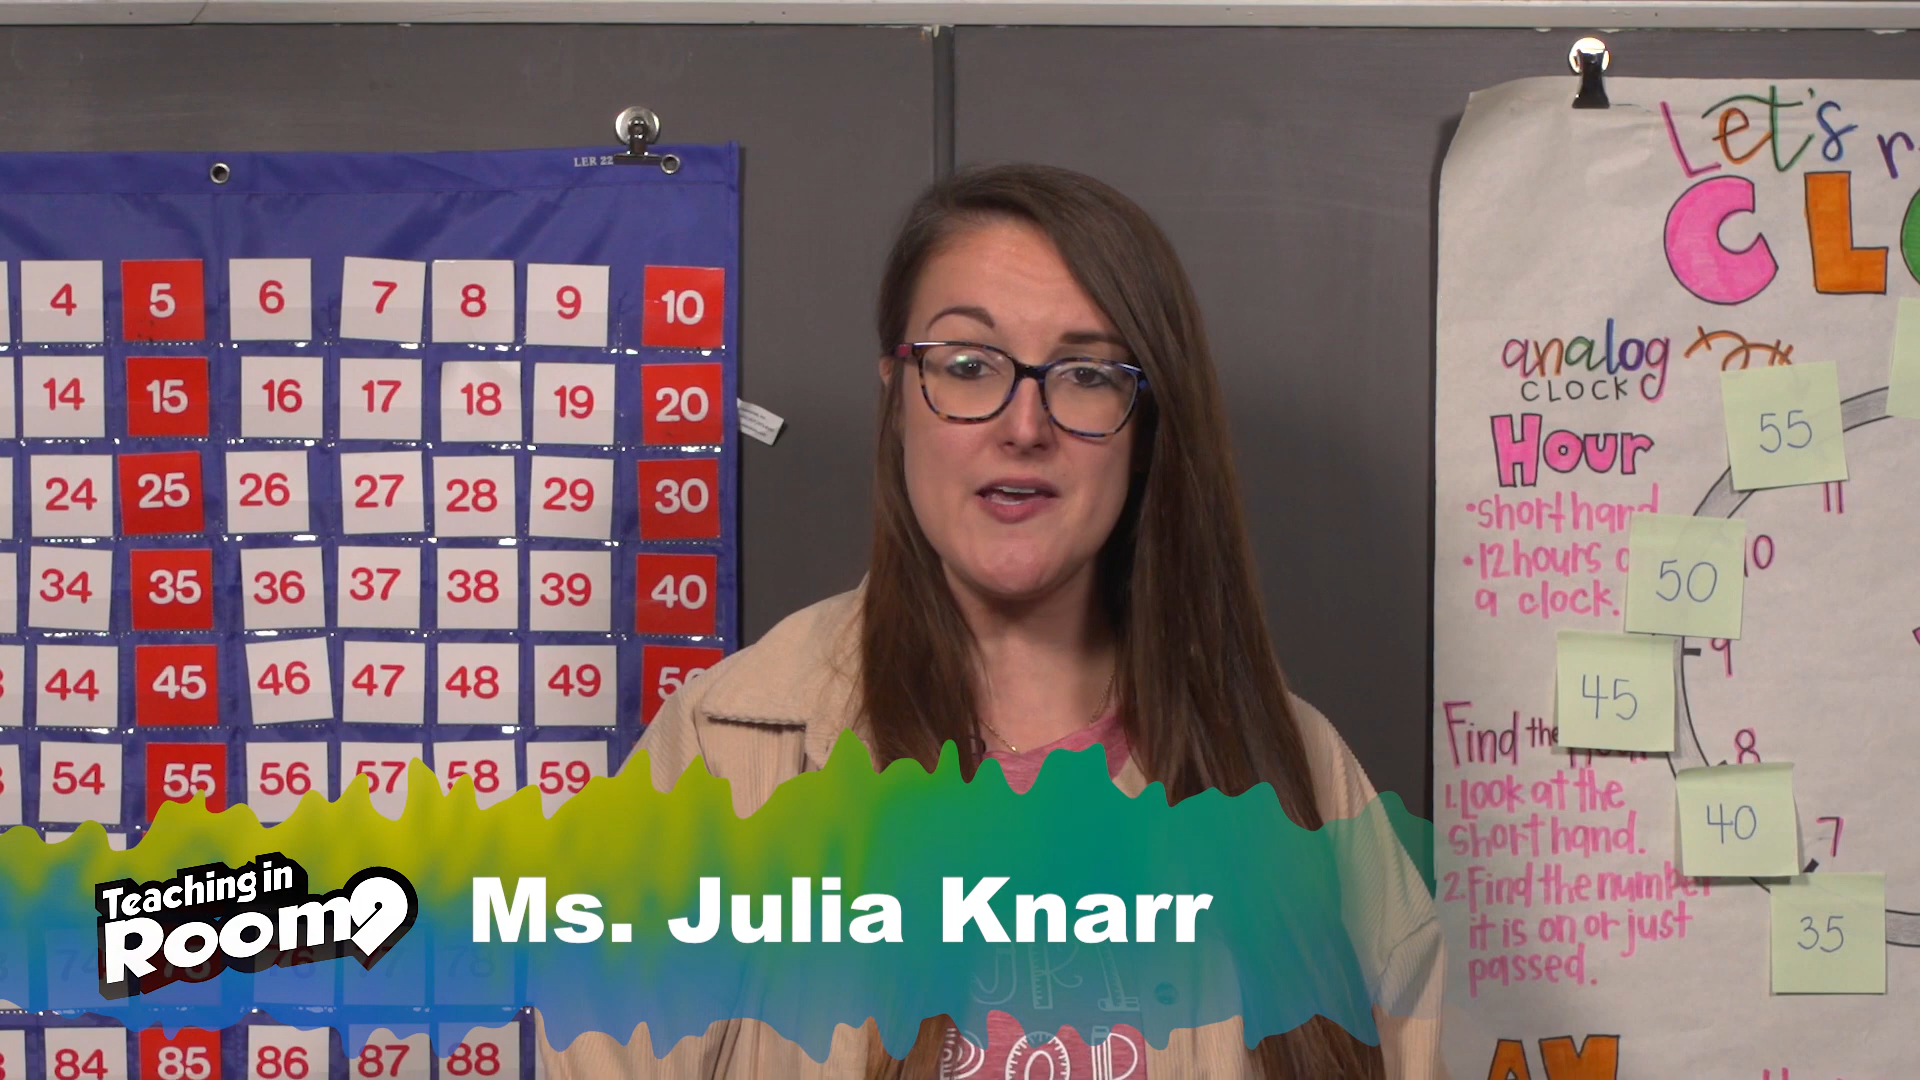 LER 22
4 5 6 7 8 9 10
14 15 16 17 18 19 20
24 25 26 27 28 29 30
34 35 36 37 38 39 40
44 45 46 47 48 49 50
54 55 56 57 58 59
84 85 86 87 88
Let's r
CL
analog
CLOCK
Hour
•short hand
•12 hours o
a clock.
Find the
1. Look at the
short hand.
2. Find the number
it is on or just
passed.
AM
55
11
50
10
45
9
8
40
7
35
Teaching in
Room 9
Ms. Julia Knarr